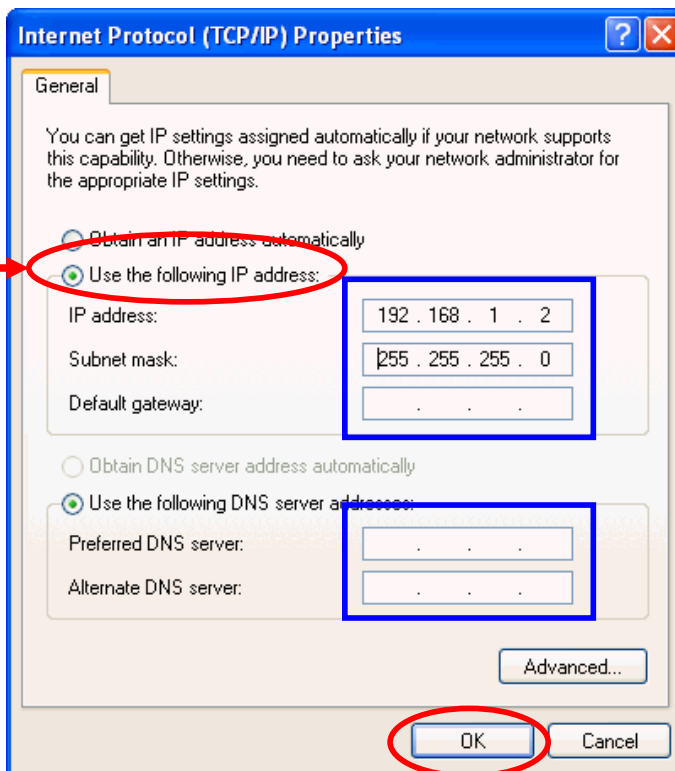 Internet Protocol (TCP/IP) Properties
General
You can get IP settings assigned automatically if your network supports
this capability. Otherwise, you need to ask your network administrator for
the appropriate IP settings.
Obtain an IP address automatically
Use the following IP address:
IP address: 192 . 168 . 1 . 2
Subnet mask: 255 . 255 . 255 . 0
Default gateway: . . .
Obtain DNS server address automatically
Use the following DNS server addresses:
Preferred DNS server: . . .
Alternate DNS server: . . .
Advanced...
OK Cancel